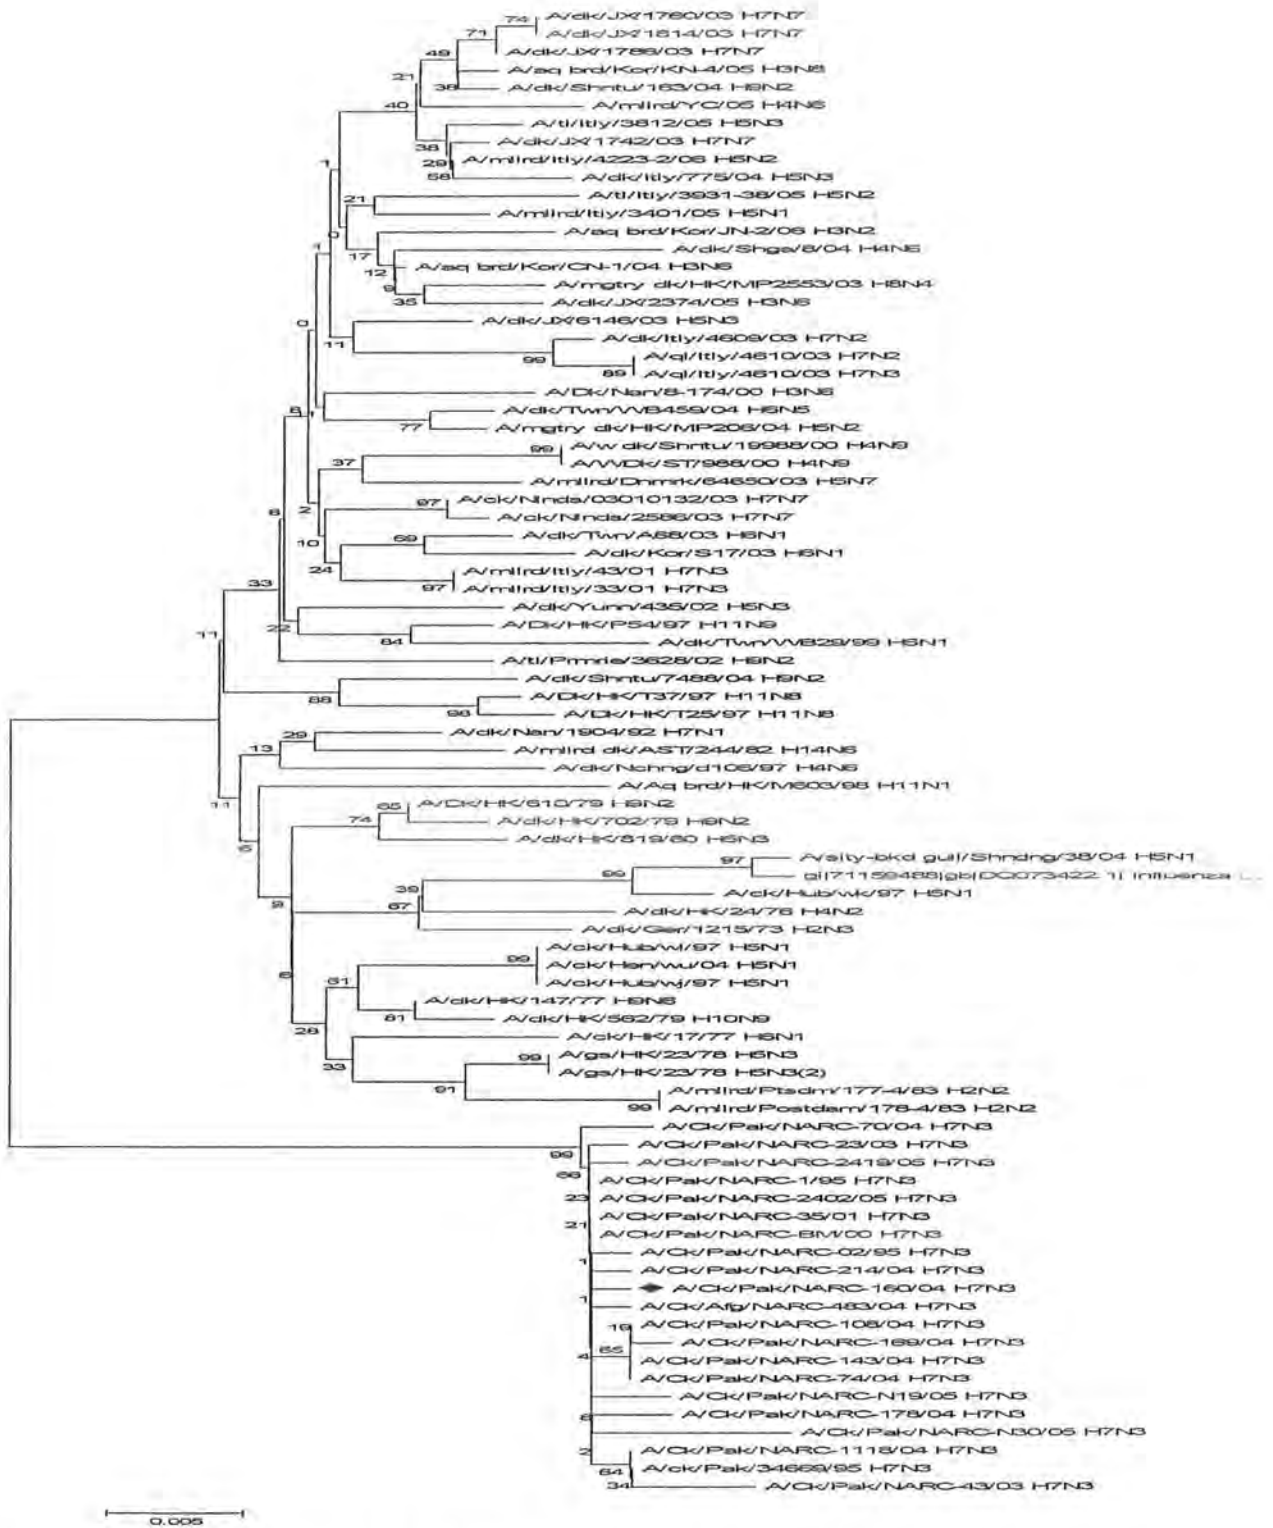 74 A/dk/JX/1760/03 H7N7
A/dk/JX/1814/03 H7N7
71
A/dk/JX/1786/03 H7N7
49
A/aq brd/Kor/KN-4/05 H3N8
21
38 A/dk/Shntu/163/04 H9N2
40 A/mllrd/YC/05 H4N6
A/tl/Itly/3812/05 H5N3
38 A/dk/JX/1742/03 H7N7
29 A/mllrd/Itly/4223-2/06 H5N2
58 A/dk/Itly/775/04 H5N3
1
21 A/tl/Itly/3931-38/05 H5N2
A/mllrd/Itly/3401/05 H5N1
0 A/aq brd/Kor/JN-2/06 H3N2
1
17 A/dk/Shga/8/04 H4N6
12 A/aq brd/Kor/CN-1/04 H3N6
9 A/mgtry dk/HK/MP2553/03 H8N4
35 A/dk/JX/2374/05 H3N6
0 A/dk/JX/6146/03 H5N3
11 A/dk/Itly/4609/03 H7N2
99 A/ql/Itly/4610/03 H7N2
89 A/ql/Itly/4610/03 H7N3
A/Dk/Nan/8-174/00 H3N6
8 1 A/dk/Twn/WB459/04 H6N5
77 A/mgtry dk/HK/MP206/04 H5N2
99 A/w dk/Shntu/19988/00 H4N9
37 A/WDk/ST/988/00 H4N9
A/mllrd/Dnmrk/64650/03 H5N7
97 A/ck/Nlnds/03010132/03 H7N7
8 2 A/ck/Nlnds/2586/03 H7N7
10 69 A/dk/Twn/A68/03 H6N1
A/dk/Kor/S17/03 H6N1
24 A/mllrd/Itly/43/01 H7N3
33 97 A/mllrd/Itly/33/01 H7N3
A/dk/Yunn/435/02 H5N3
22 A/Dk/HK/P54/97 H11N9
11 84 A/dk/Twn/WB29/99 H6N1
A/tl/Prmrie/3628/02 H9N2
A/dk/Shntu/7488/04 H9N2
88 A/Dk/HK/T37/97 H11N8
98 A/Dk/HK/T25/97 H11N8
29 A/dk/Nan/1904/92 H7N1
13 A/mllrd dk/AST/244/82 H14N6
A/dk/Nchng/d106/97 H4N6
A/Aq brd/HK/M603/98 H11N1
11 65 A/Dk/HK/610/79 H9N2
74 A/dk/HK/702/79 H9N2
5 A/dk/HK/819/80 H6N3
97 A/slty-bkd gull/Shndng/38/04 H5N1
99 gi|71159488|gb|DQ073422.1| Influenza (...
39 A/ck/Hub/wk/97 H5N1
9 67 A/dk/HK/24/76 H4N2
A/dk/Ger/1215/73 H2N3
A/ck/Hub/wl/97 H5N1
99 A/ck/Hen/wu/04 H5N1
6 61 A/ck/Hub/wj/97 H5N1
A/dk/HK/147/77 H9N6
28 81 A/dk/HK/562/79 H10N9
A/ck/HK/17/77 H6N1
99 A/gs/HK/23/78 H5N3
33 A/gs/HK/23/78 H5N3(2)
91 A/mllrd/Ptsdm/177-4/83 H2N2
99 A/mllrd/Postdam/178-4/83 H2N2
A/Ck/Pak/NARC-70/04 H7N3
99 A/Ck/Pak/NARC-23/03 H7N3
66 A/Ck/Pak/NARC-2419/05 H7N3
A/Ck/Pak/NARC-1/95 H7N3
23 A/Ck/Pak/NARC-2402/05 H7N3
21 A/Ck/Pak/NARC-35/01 H7N3
A/Ck/Pak/NARC-BM/00 H7N3
1 A/Ck/Pak/NARC-02/95 H7N3
A/Ck/Pak/NARC-214/04 H7N3
1 A/Ck/Pak/NARC-160/04 H7N3
A/Ck/Afg/NARC-483/04 H7N3
19 A/Ck/Pak/NARC-108/04 H7N3
65 A/Ck/Pak/NARC-169/04 H7N3
4 A/Ck/Pak/NARC-143/04 H7N3
A/Ck/Pak/NARC-74/04 H7N3
A/Ck/Pak/NARC-N19/05 H7N3
8 A/Ck/Pak/NARC-178/04 H7N3
A/Ck/Pak/NARC-N30/05 H7N3
2 A/Ck/Pak/NARC-1118/04 H7N3
64 A/ck/Pak/34669/95 H7N3
34 A/Ck/Pak/NARC-43/03 H7N3
0.005